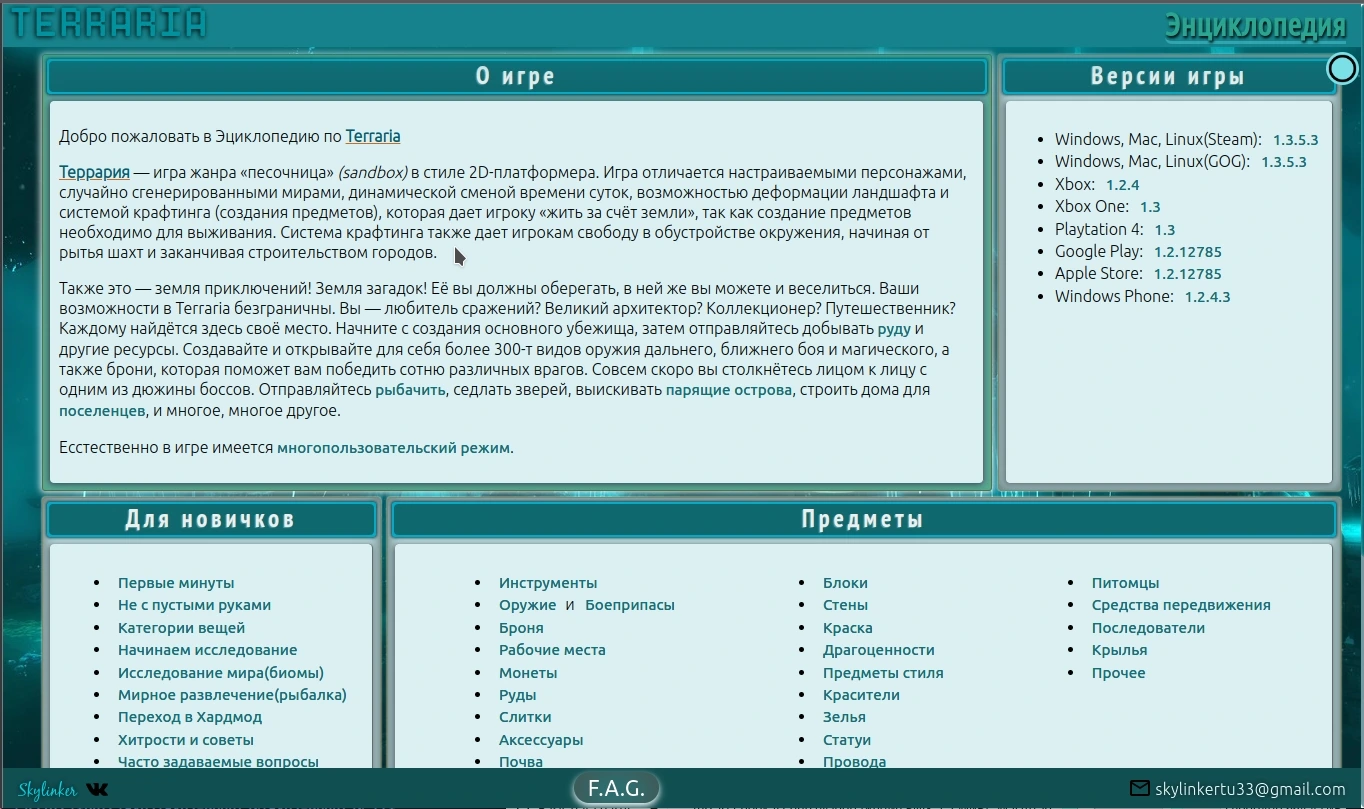 TERRARIA
Энциклопедия
О игре
Добро пожаловать в Эциклопедию по Terraria
Террария — игра жанра «песочница» (sandbox) в стиле 2D-платформера. Игра отличается настраиваемыми персонажами,
случайно сгенерированными мирами, динамической сменой времени суток, возможностью деформации ландшафта и
системой крафтинга (создания предметов), которая дает игроку «жить за счёт земли», так как создание предметов
необходимо для выживания. Система крафтинга также дает игрокам свободу в обустройстве окружения, начиная от
рытья шахт и заканчивая строительством городов.
Также это — земля приключений! Земля загадок! Её вы должны оберегать, в ней же вы можете и веселиться. Ваши
возможности в Terraria безграничны. Вы — любитель сражений? Великий архитектор? Коллекционер? Путешественник?
Каждому найдётся здесь своё место. Начните с создания основного убежища, затем отправляйтесь добывать руду и
другие ресурсы. Создавайте и открывайте для себя более 300-т видов оружия дальнего, ближнего боя и магического, а
также брони, которая поможет вам победить сотню различных врагов. Совсем скоро вы столкнётесь лицом к лицу с
одним из дюжины боссов. Отправляйтесь рыбачить, седлать зверей, выискивать парящие острова, строить дома для
поселенцев, и многое, многое другое.
Есстественно в игре имеется многопользовательский режим.
Версии игры
Windows, Mac, Linux(Steam): 1.3.5.3
Windows, Mac, Linux(GOG): 1.3.5.3
Xbox: 1.2.4
Xbox One: 1.3
Playtation 4: 1.3
Google Play: 1.2.12785
Apple Store: 1.2.12785
Windows Phone: 1.2.4.3
Для новичков
Первые минуты
Не с пустыми руками
Категории вещей
Начинаем исследование
Исследование мира(биомы)
Мирное развлечение(рыбалка)
Переход в Хардмод
Хитрости и советы
Часто задаваемые вопросы
Предметы
Инструменты
Оружие и Боеприпасы
Броня
Рабочие места
Монеты
Руды
Слитки
Аксессуары
Почва
Блоки
Стены
Краска
Драгоценности
Предметы стиля
Красители
Зелья
Статуи
Провода
Питомцы
Средства передвижения
Последователи
Крылья
Прочее
Skylinker
F.A.G.
skylinkertu33@gmail.com